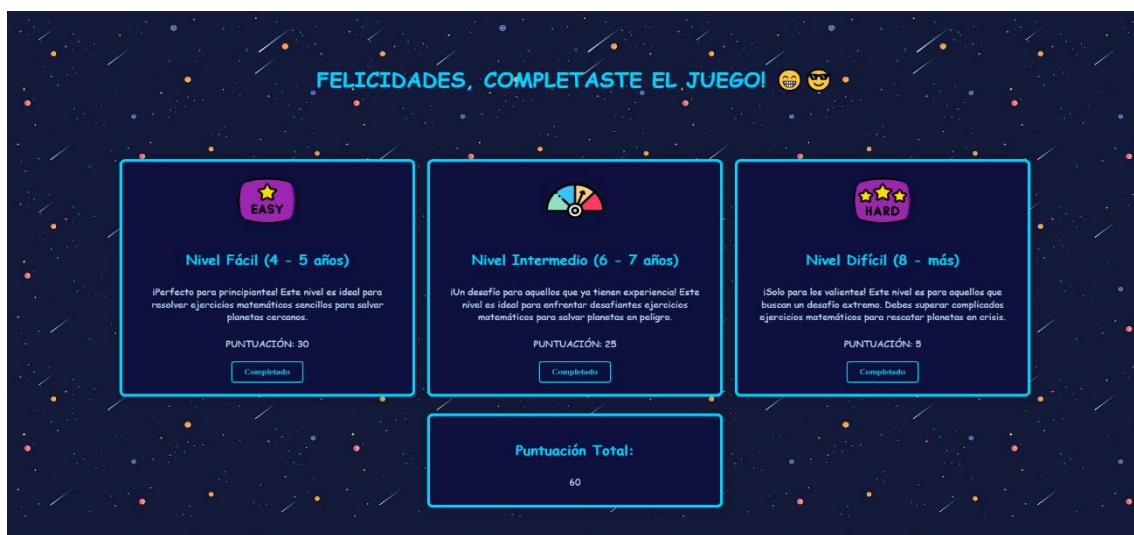 FELICIDADES, COMPLETASTE EL JUEGO! 😁 😎
EASY
Nivel Fácil (4 - 5 años)
¡Perfecto para principiantes! Este nivel es ideal para
resolver ejercicios matemáticos sencillos para salvar
planetas cercanos.
PUNTUACIÓN: 30
Completado
Nivel Intermedio (6 - 7 años)
¡Un desafío para aquellos que ya tienen experiencia! Este
nivel es ideal para enfrentar desafiantes ejercicios
matemáticos para salvar planetas en peligro.
PUNTUACIÓN: 25
Completado
HARD
Nivel Difícil (8 - más)
¡Solo para los valientes! Este nivel es para aquellos que
buscan un desafío extremo. Debes superar complicados
ejercicios matemáticos para rescatar planetas en crisis.
PUNTUACIÓN: 5
Completado
Puntuación Total:
60